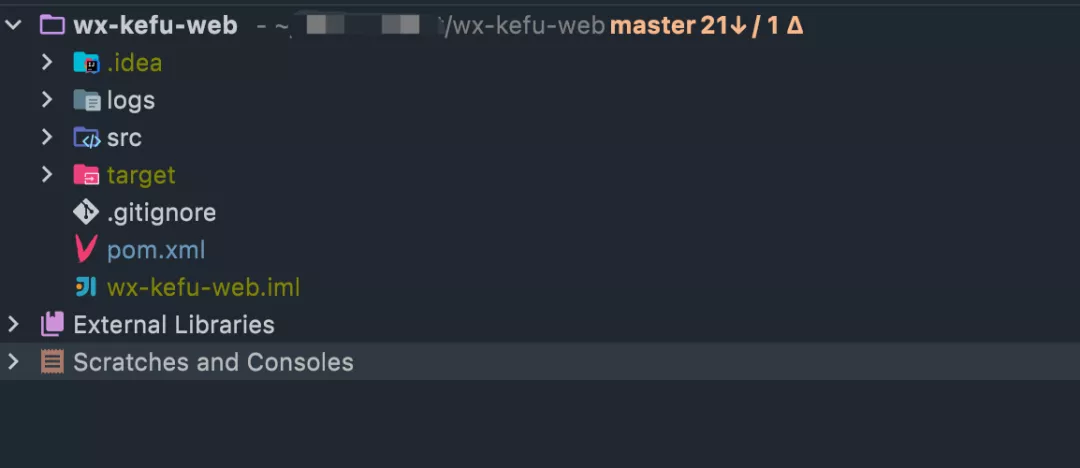 wx-kefu-web - ~ /wx-kefu-web master 21↓ / 1 Δ
.idea
logs
src
target
.gitignore
pom.xml
wx-kefu-web.iml
External Libraries
Scratches and Consoles